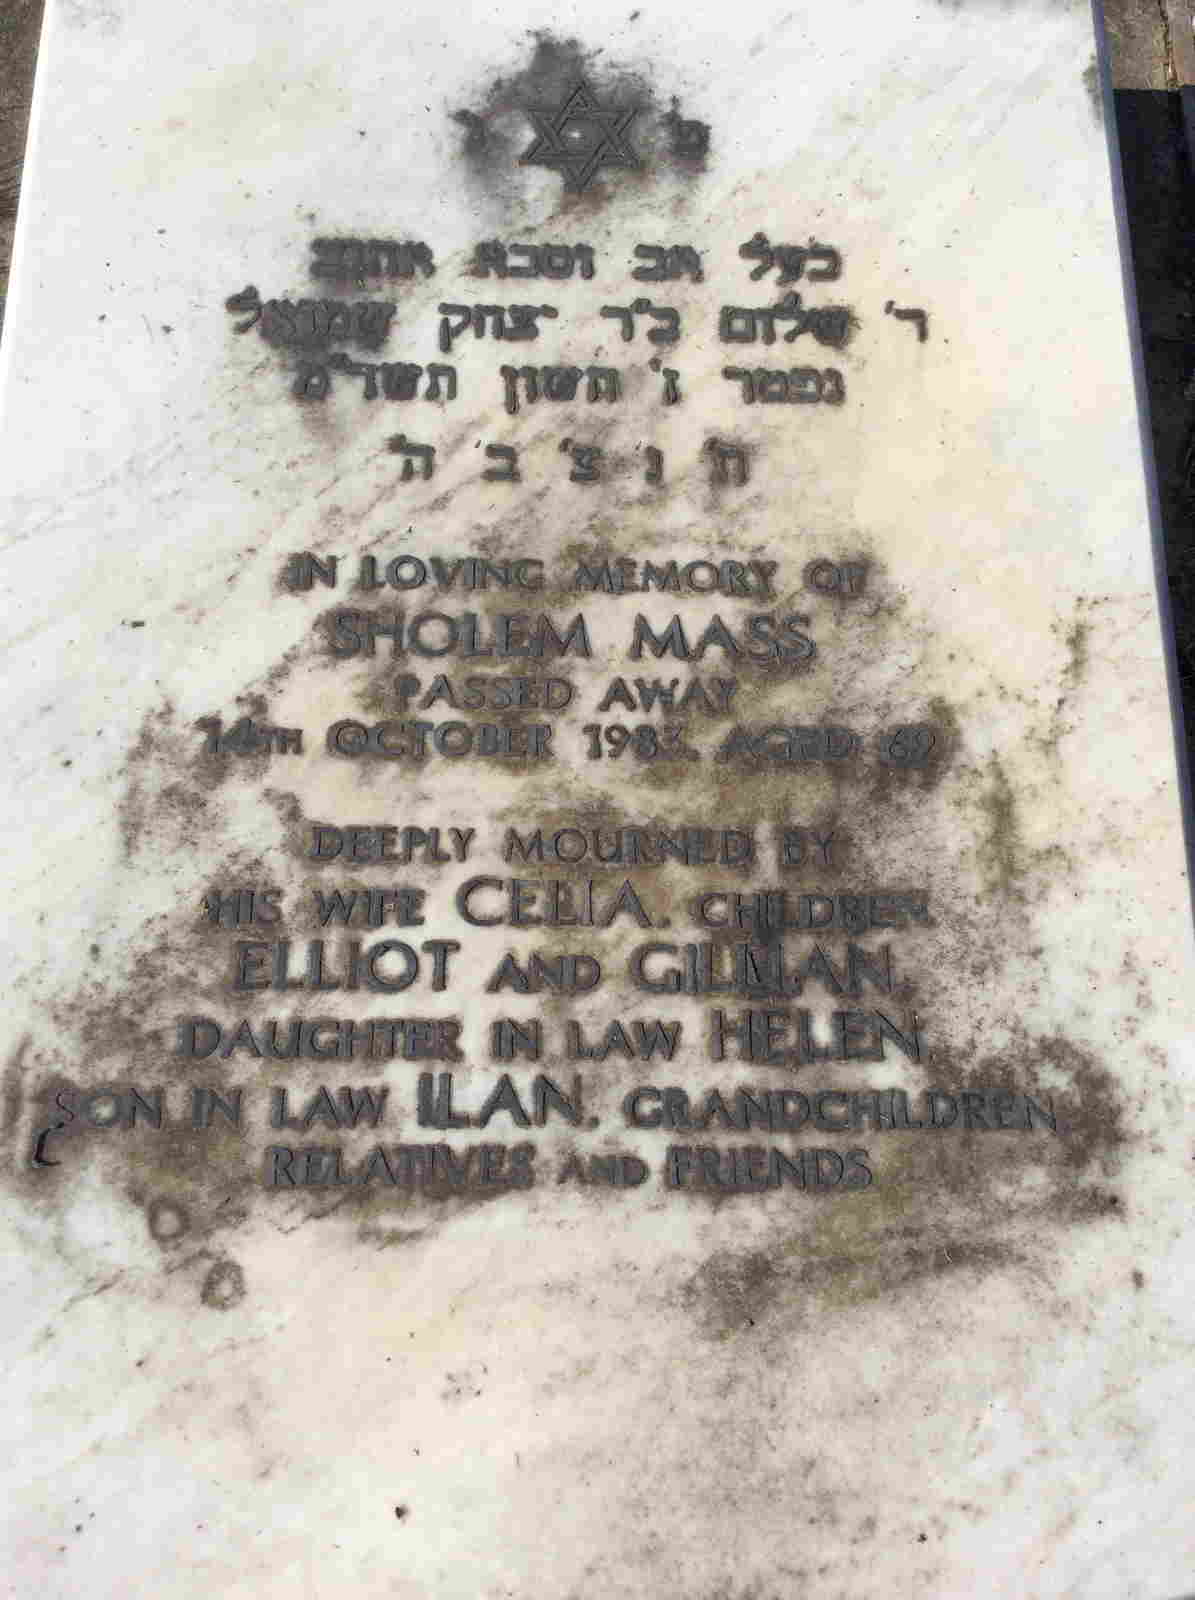 פ נ
בעל אב וסבא אהוב
ר' שלום ב"ר יצחק שמואל
נפטר ז' חשון תשד"מ
ת' נ' צ' ב' ה'
IN LOVING MEMORY OF
SHOLEM MASS
PASSED AWAY
14TH OCTOBER 1983. AGED 62
DEEPLY MOURNED BY
HIS WIFE CELIA. CHILDREN
ELLIOT AND GILLIAN.
DAUGHTER IN LAW HELEN.
SON IN LAW ILAN. GRANDCHILDREN.
RELATIVES AND FRIENDS